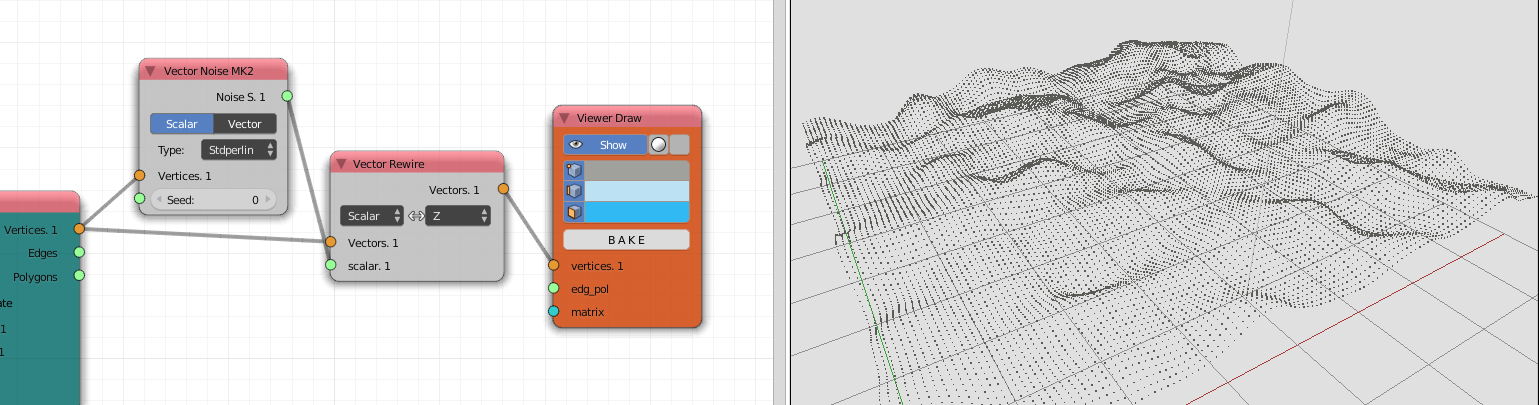 Vertices. 1
Edges
Polygons
ate
1
1
Vector Noise MK2
Noise S. 1
Scalar Vector
Type: Stdperlin
Vertices. 1
Seed: 0
Vector Rewire
Vectors. 1
Scalar Z
Vectors. 1
scalar. 1
Viewer Draw
Show
BAKE
vertices. 1
edg_pol
matrix